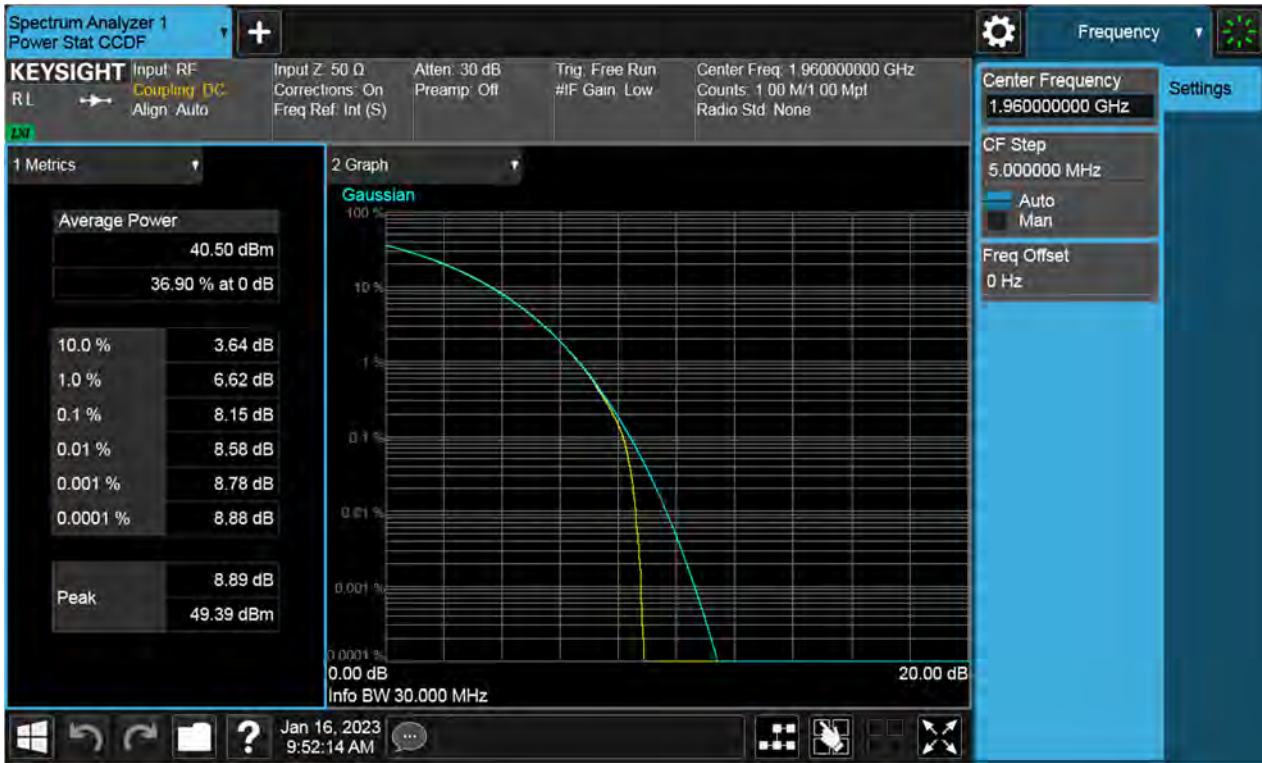 Spectrum Analyzer 1
Power Stat CCDF
+
Frequency
KEYSIGHT
RL
LXI
Input: RF
Coupling: DC
Align: Auto
Input Z: 50 Ω
Corrections: On
Freq Ref: Int (S)
Atten: 30 dB
Preamp: Off
Trig: Free Run
#IF Gain: Low
Center Freq: 1.960000000 GHz
Counts: 1.00 M/1.00 Mpt
Radio Std: None
Center Frequency
1.960000000 GHz
Settings
CF Step
5.000000 MHz
Auto
Man
Freq Offset
0 Hz
1 Metrics
Average Power
40.50 dBm
36.90 % at 0 dB
10.0 % 3.64 dB
1.0 % 6.62 dB
0.1 % 8.15 dB
0.01 % 8.58 dB
0.001 % 8.78 dB
0.0001 % 8.88 dB
Peak 8.89 dB
49.39 dBm
2 Graph
Gaussian
100 %
10 %
1 %
0.1 %
0.01 %
0.001 %
0.0001 %
0.00 dB 20.00 dB
Info BW 30.000 MHz
?
Jan 16, 2023
9:52:14 AM